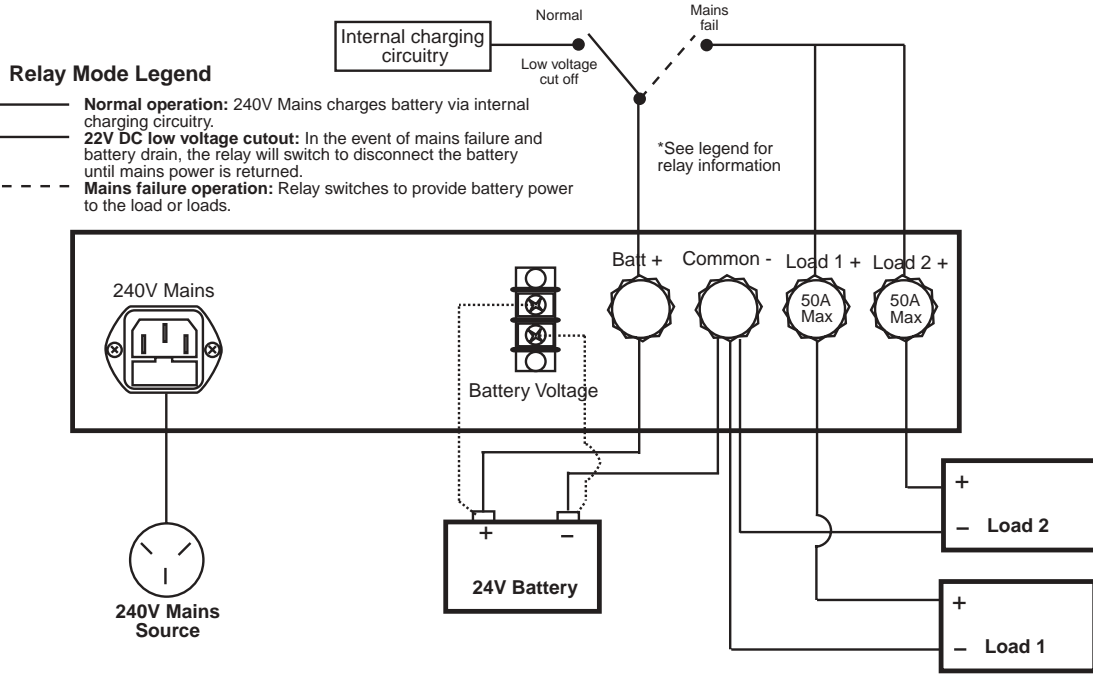 Normal
Mains
fail
Internal charging
circuitry
Low voltage
cut off
Relay Mode Legend
Normal operation: 240V Mains charges battery via internal
charging circuitry.
22V DC low voltage cutout: In the event of mains failure and
battery drain, the relay will switch to disconnect the battery
until mains power is returned.
Mains failure operation: Relay switches to provide battery power
to the load or loads.
*See legend for
relay information
Batt +
Common -
Load 1 +
Load 2 +
240V Mains
50A
Max
50A
Max
Battery Voltage
+
–
24V Battery
240V Mains
Source
+
–
Load 2
+
–
Load 1